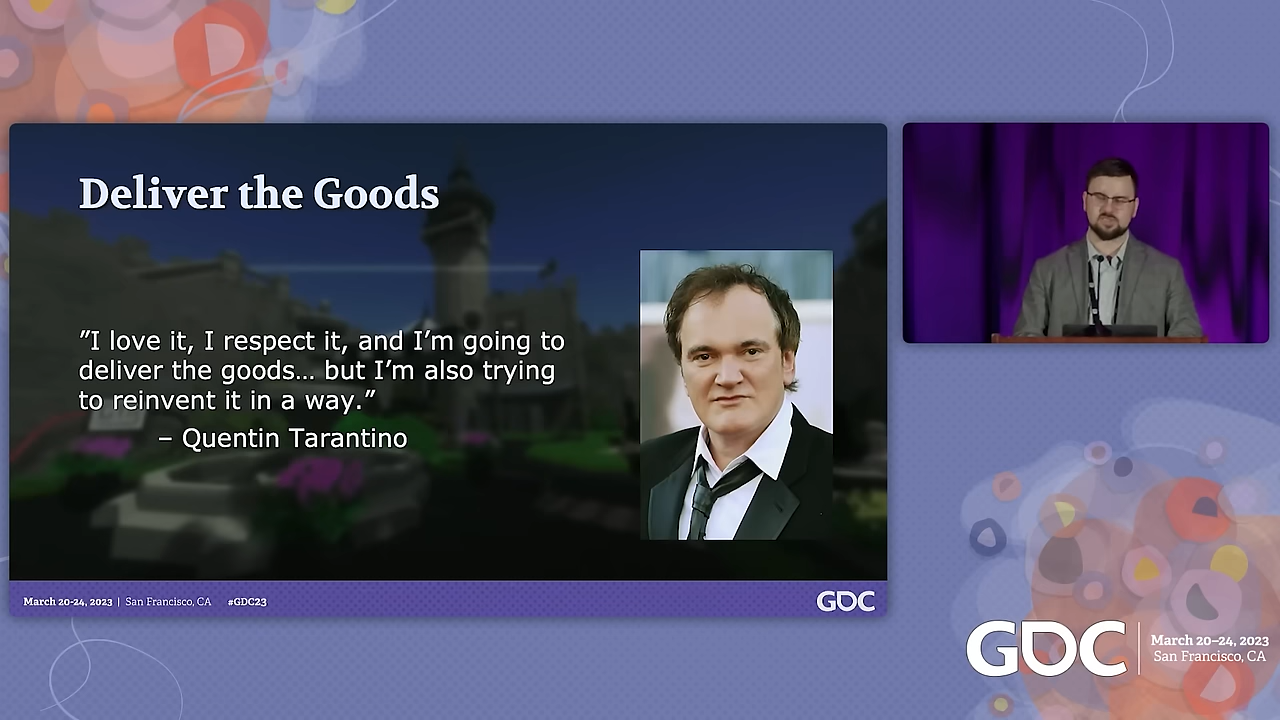 Deliver the Goods
”I love it, I respect it, and I’m going to
deliver the goods... but I’m also trying
to reinvent it in a way.”
– Quentin Tarantino
March 20-24, 2023 | San Francisco, CA #GDC23
GDC
GDC
March 20–24, 2023
San Francisco, CA